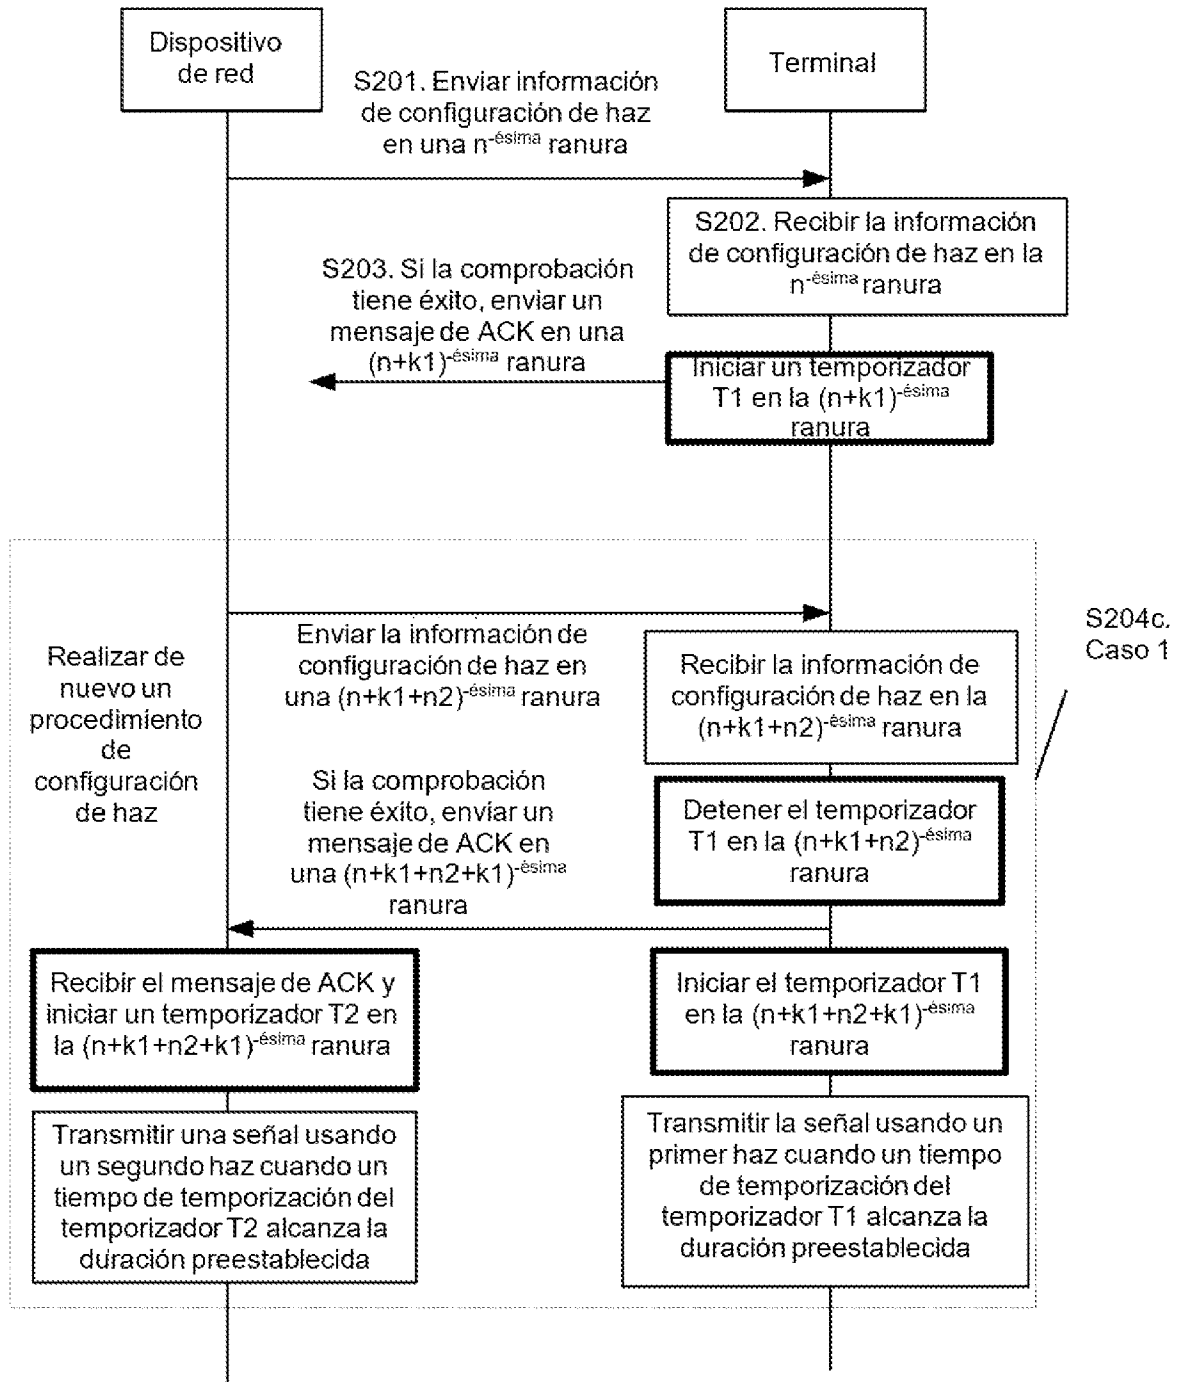 Dispositivo
de red
Terminal
S201. Enviar información
de configuración de haz
en una n-ésima ranura
S202. Recibir la información
de configuración de haz en la
n-ésima ranura
S203. Si la comprobación
tiene éxito, enviar un
mensaje de ACK en una
(n+k1)-ésima ranura
Iniciar un temporizador
T1 en la (n+k1)-ésima
ranura
S204c.
Caso 1
Realizar de
nuevo un
procedimiento
de
configuración
de haz
Enviar la información de
configuración de haz en
una (n+k1+n2)-ésima ranura
Recibir la información de
configuración de haz en la
(n+k1+n2)-ésima ranura
Detener el temporizador
T1 en la (n+k1+n2)-ésima
ranura
Si la comprobación
tiene éxito, enviar un
mensaje de ACK en
una (n+k1+n2+k1)-ésima
ranura
Recibir el mensaje de ACK y
iniciar un temporizador T2 en
la (n+k1+n2+k1)-ésima ranura
Iniciar el temporizador T1
en la (n+k1+n2+k1)-ésima
ranura
Transmitir una señal usando
un segundo haz cuando un
tiempo de temporización del
temporizador T2 alcanza la
duración preestablecida
Transmitir la señal usando un
primer haz cuando un tiempo
de temporización del
temporizador T1 alcanza la
duración preestablecida